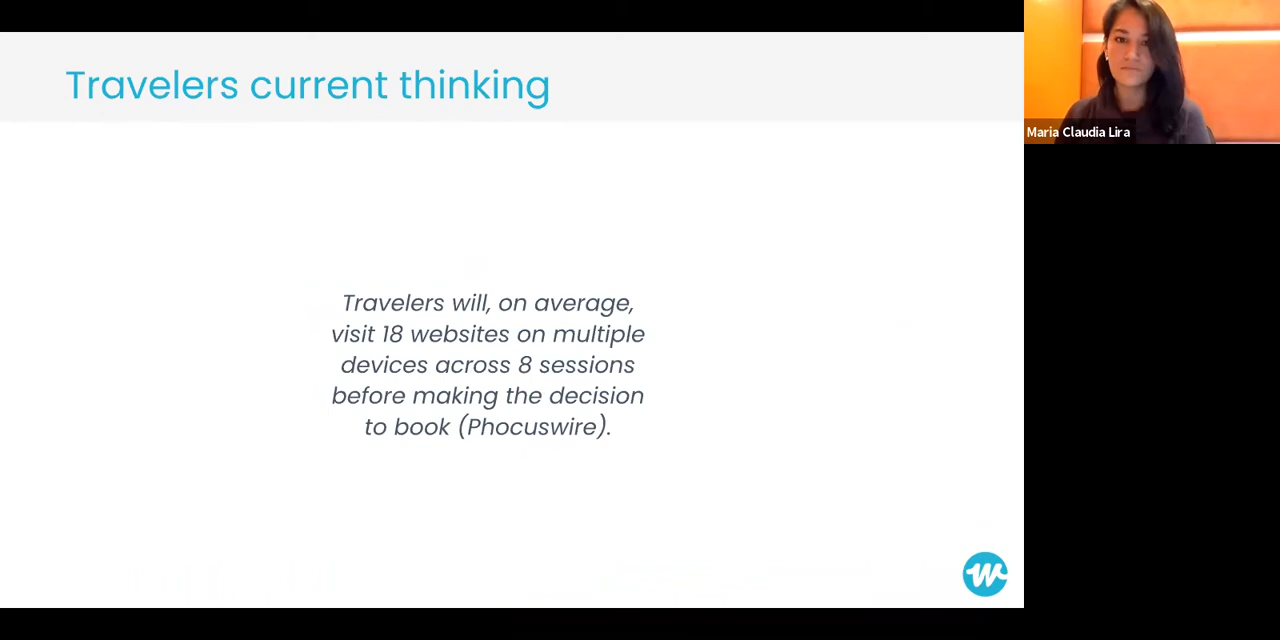 Travelers current thinking
Maria Claudia Lira
Travelers will, on average,
visit 18 websites on multiple
devices across 8 sessions
before making the decision
to book (Phocuswire).
w